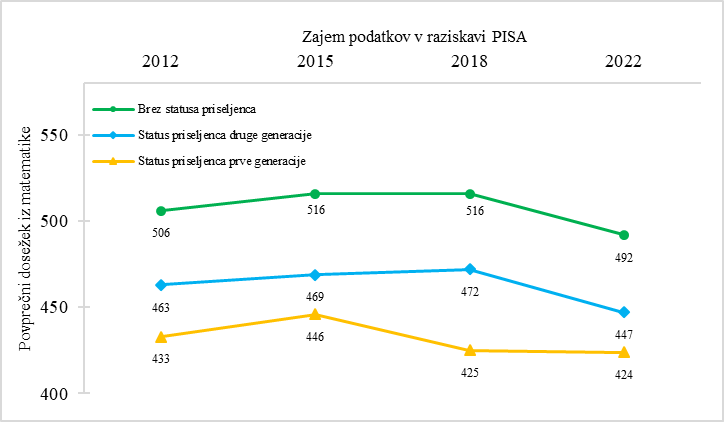 Zajem podatkov v raziskavi PISA
2012 2015 2018 2022
Brez statusa priseljenca
Status priseljenca druge generacije
Status priseljenca prve generacije
Povprečni dosežek iz matematike
550
500
450
400
506 516 516 492
463 469 472 447
433 446 425 424